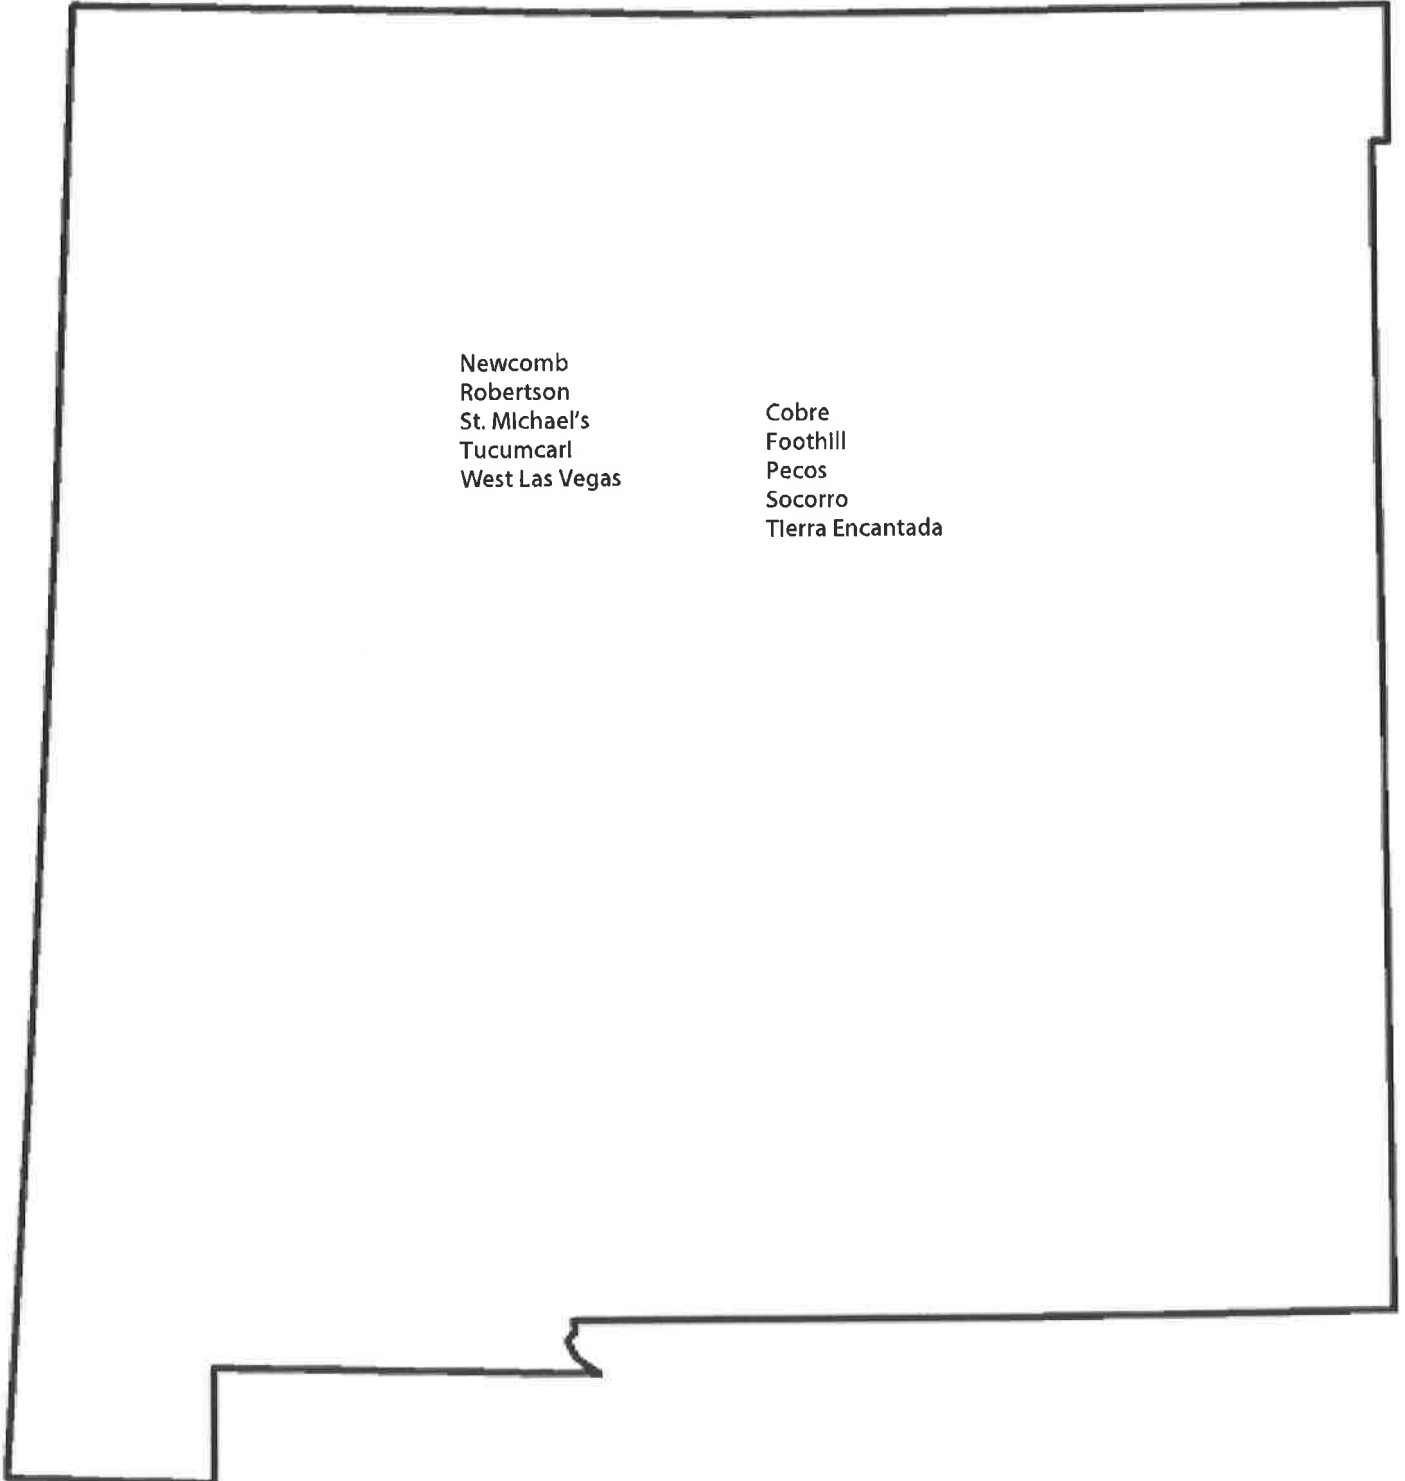 Newcomb
Robertson
St. Michael's
Tucumcari
West Las Vegas
Cobre
Foothill
Pecos
Socorro
Tierra Encantada